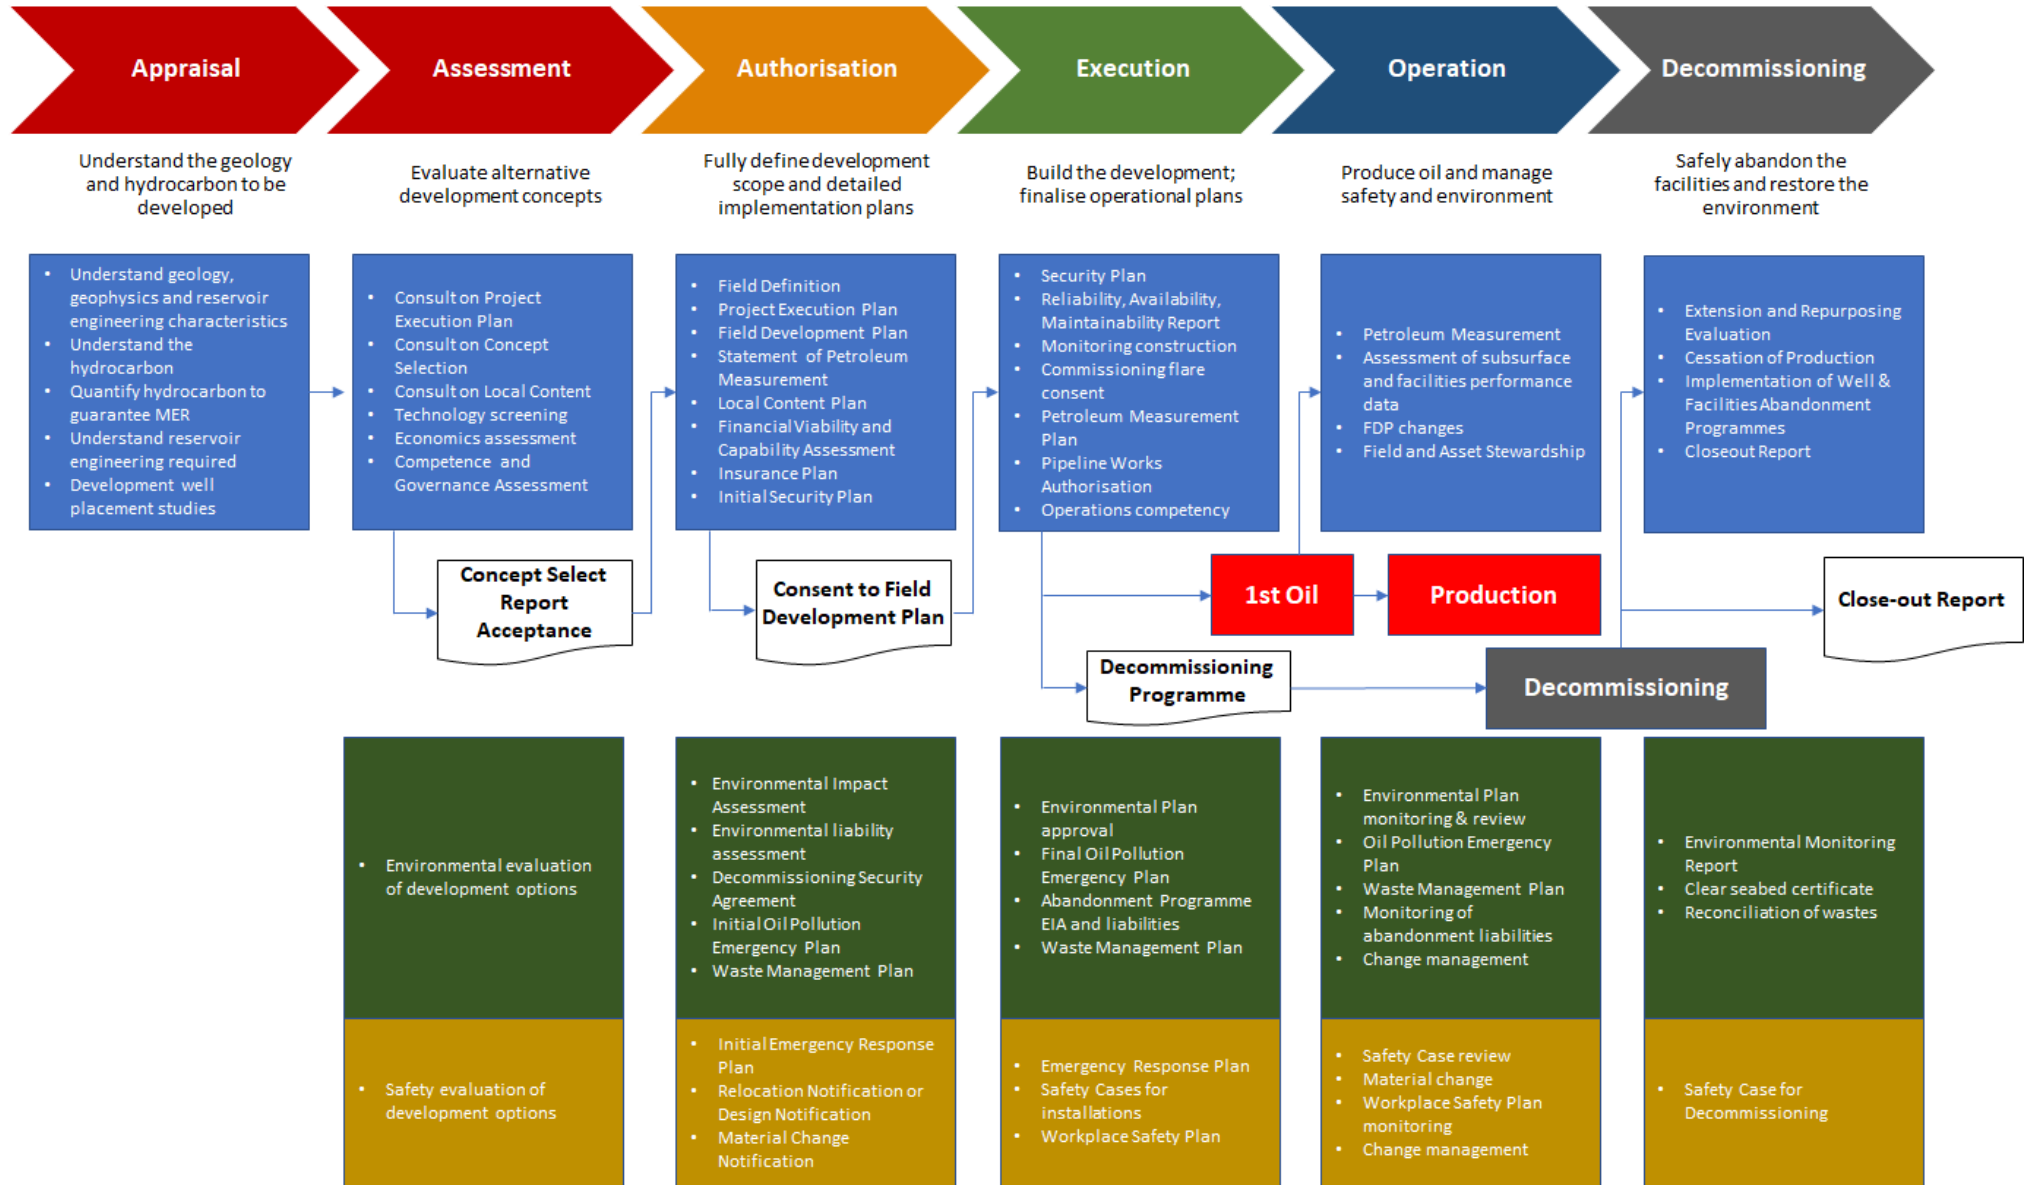 Appraisal
Assessment
Authorisation
Execution
Operation
Decommissioning
Understand the geology
and hydrocarbon to be
developed
Evaluate alternative
development concepts
Fully define development
scope and detailed
implementation plans
Build the development;
finalise operational plans
Produce oil and manage
safety and environment
Safely abandon the
facilities and restore the
environment
• Understand geology,
geophysics and reservoir
engineering characteristics
• Understand the
hydrocarbon
• Quantify hydrocarbon to
guarantee MER
• Understand reservoir
engineering required
• Development well
placement studies
• Consult on Project
Execution Plan
• Consult on Concept
Selection
• Consult on Local Content
• Technology screening
• Economics assessment
• Competence and
Governance Assessment
• Field Definition
• Project Execution Plan
• Field Development Plan
• Statement of Petroleum
Measurement
• Local Content Plan
• Financial Viability and
Capability Assessment
• Insurance Plan
• Initial Security Plan
• Security Plan
• Reliability, Availability,
Maintainability Report
• Monitoring construction
• Commissioning flare
consent
• Petroleum Measurement
Plan
• Pipeline Works
Authorisation
• Operations competency
• Petroleum Measurement
• Assessment of subsurface
and facilities performance
data
• FDP changes
• Field and Asset Stewardship
• Extension and Repurposing
Evaluation
• Cessation of Production
• Implementation of Well &
Facilities Abandonment
Programmes
• Closeout Report
Concept Select
Report
Acceptance
Consent to Field
Development Plan
1st Oil
Production
Close-out Report
Decommissioning
Programme
Decommissioning
• Environmental evaluation
of development options
• Environmental Impact
Assessment
• Environmental liability
assessment
• Decommissioning Security
Agreement
• Initial Oil Pollution
Emergency Plan
• Waste Management Plan
• Environmental Plan
approval
• Final Oil Pollution
Emergency Plan
• Abandonment Programme
EIA and liabilities
• Waste Management Plan
• Environmental Plan
monitoring & review
• Oil Pollution Emergency
Plan
• Waste Management Plan
• Monitoring of
abandonment liabilities
• Change management
• Environmental Monitoring
Report
• Clear seabed certificate
• Reconciliation of wastes
• Safety evaluation of
development options
• Initial Emergency Response
Plan
• Relocation Notification or
Design Notification
• Material Change
Notification
• Emergency Response Plan
• Safety Cases for
installations
• Workplace Safety Plan
• Safety Case review
• Material change
• Workplace Safety Plan
monitoring
• Change management
• Safety Case for
Decommissioning